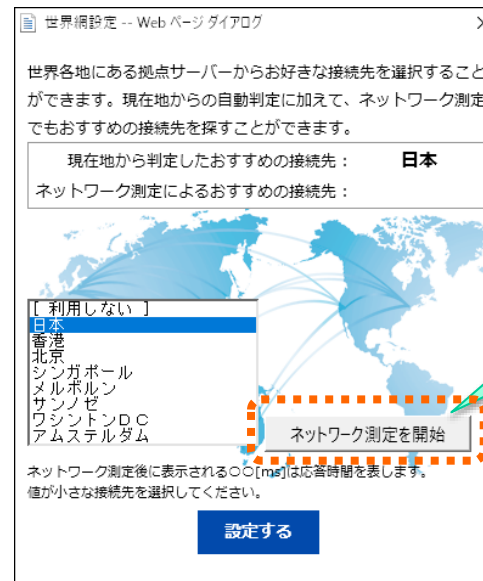 世界網設定 -- Web ページ ダイアログ
世界各地にある拠点サーバーからお好きな接続先を選択すること
ができます。現在地からの自動判定に加えて、ネットワーク測定
でもおすすめの接続先を探すことができます。
現在地から判定したおすすめの接続先： 日本
ネットワーク測定によるおすすめの接続先：
[ 利用しない ]
日本
香港
北京
シンガポール
メルボルン
サンノゼ
ワシントンＤＣ
アムステルダム
ネットワーク測定を開始
ネットワーク測定後に表示される○○[ms]は応答時間を表します。
値が小さな接続先を選択してください。
設定する